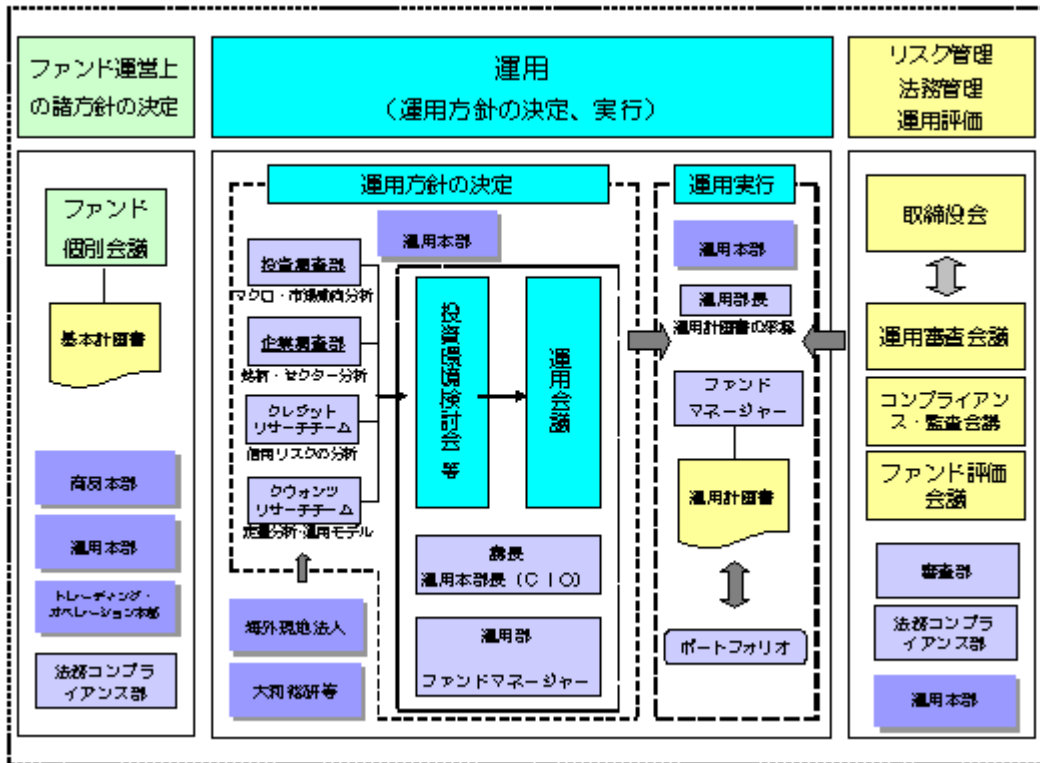 ファンド運営上
の諸方針の決定
運用
（運用方針の決定、実行）
リスク管理
法務管理
運用評価
ファンド
個別会議
基本計画書
商品本部
運用本部
トレーディング・
オペレーション本部
法務コンプラ
イアンス部
運用方針の決定
運用本部
投資調査部
マクロ・市場動向分析
企業調査部
銘柄・セクター分析
クレジット
リサーチチーム
信用リスクの分析
クウォンツ
リサーチチーム
定量分析・運用モデル
海外現地法人
大和総研等
投資環境検討会 等
運用会議
議長
運用本部長（ＣＩＯ）
運用部
ファンドマネージャー
運用実行
運用本部
運用部長
運用計画書の承認
ファンド
マネージャー
運用計画書
ポートフォリオ
取締役会
運用審査会議
コンプライアン
ス・監査会議
ファンド評価
会議
審査部
法務コンプラ
イアンス部
運用本部